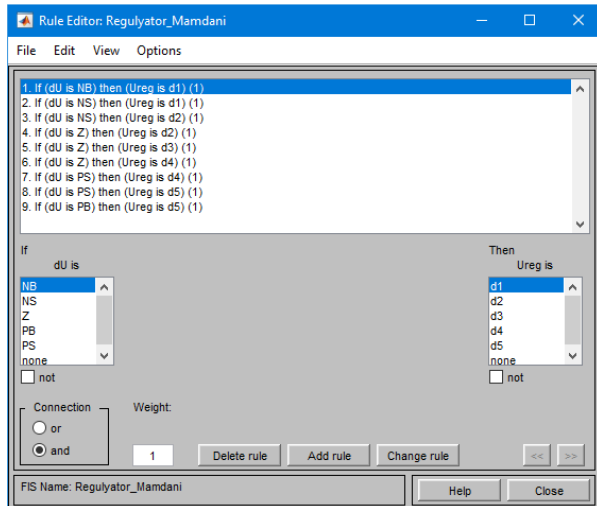 Rule Editor: Regulyator_Mamdani
File Edit View Options
1. If (dU is NB) then (Ureg is d1) (1)
2. If (dU is NS) then (Ureg is d1) (1)
3. If (dU is NS) then (Ureg is d2) (1)
4. If (dU is Z) then (Ureg is d2) (1)
5. If (dU is Z) then (Ureg is d3) (1)
6. If (dU is Z) then (Ureg is d4) (1)
7. If (dU is PS) then (Ureg is d4) (1)
8. If (dU is PS) then (Ureg is d5) (1)
9. If (dU is PB) then (Ureg is d5) (1)
If
dU is
NB
NS
Z
PB
PS
none
not
Then
Ureg is
d1
d2
d3
d4
d5
none
not
Connection
or
and
Weight:
1
Delete rule
Add rule
Change rule
<<
>>
FIS Name: Regulyator_Mamdani
Help
Close